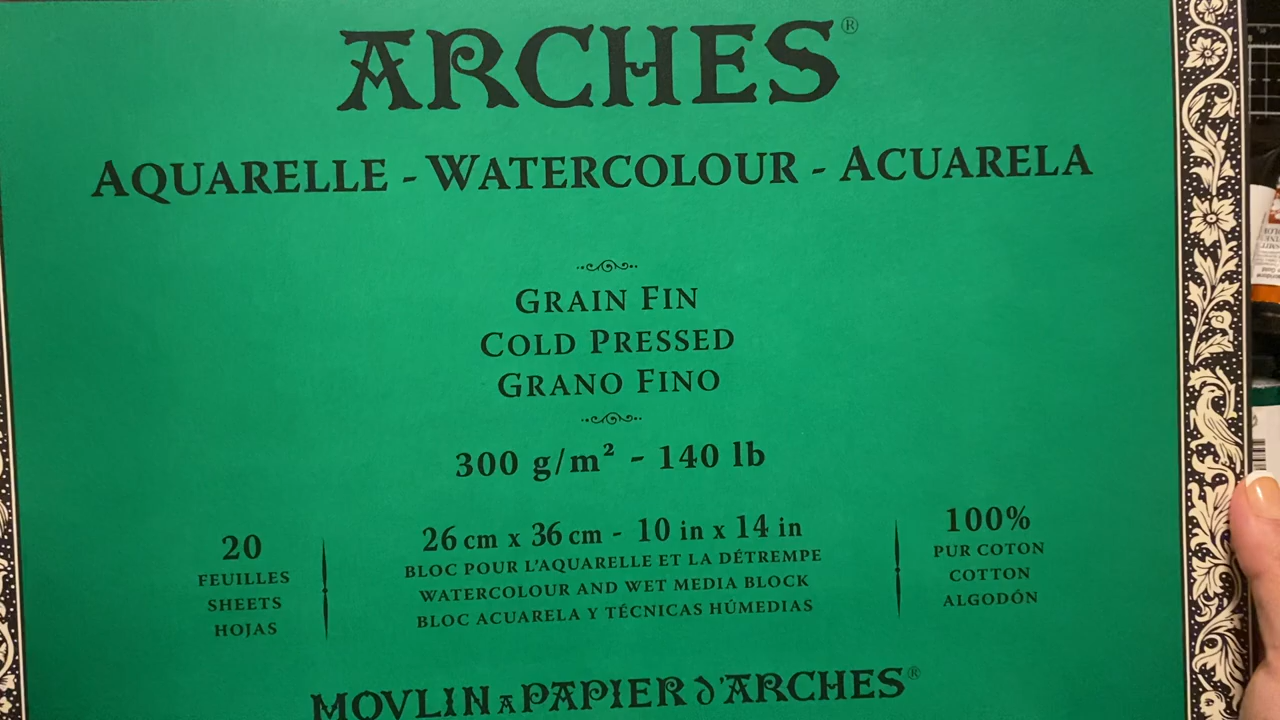 ARCHES®
AQUARELLE - WATERCOLOUR - ACUARELA
GRAIN FIN
COLD PRESSED
GRANO FINO
300 g/m² - 140 lb
20
FEUILLES
SHEETS
HOJAS
26 cm x 36 cm - 10 in x 14 in
BLOC POUR L'AQUARELLE ET LA DÉTREMPE
WATERCOLOUR AND WET MEDIA BLOCK
BLOC ACUARELA Y TÉCNICAS HÚMEDIAS
100%
PUR COTON
COTTON
ALGODÓN
MOVLIN A PAPIER d'ARCHES®